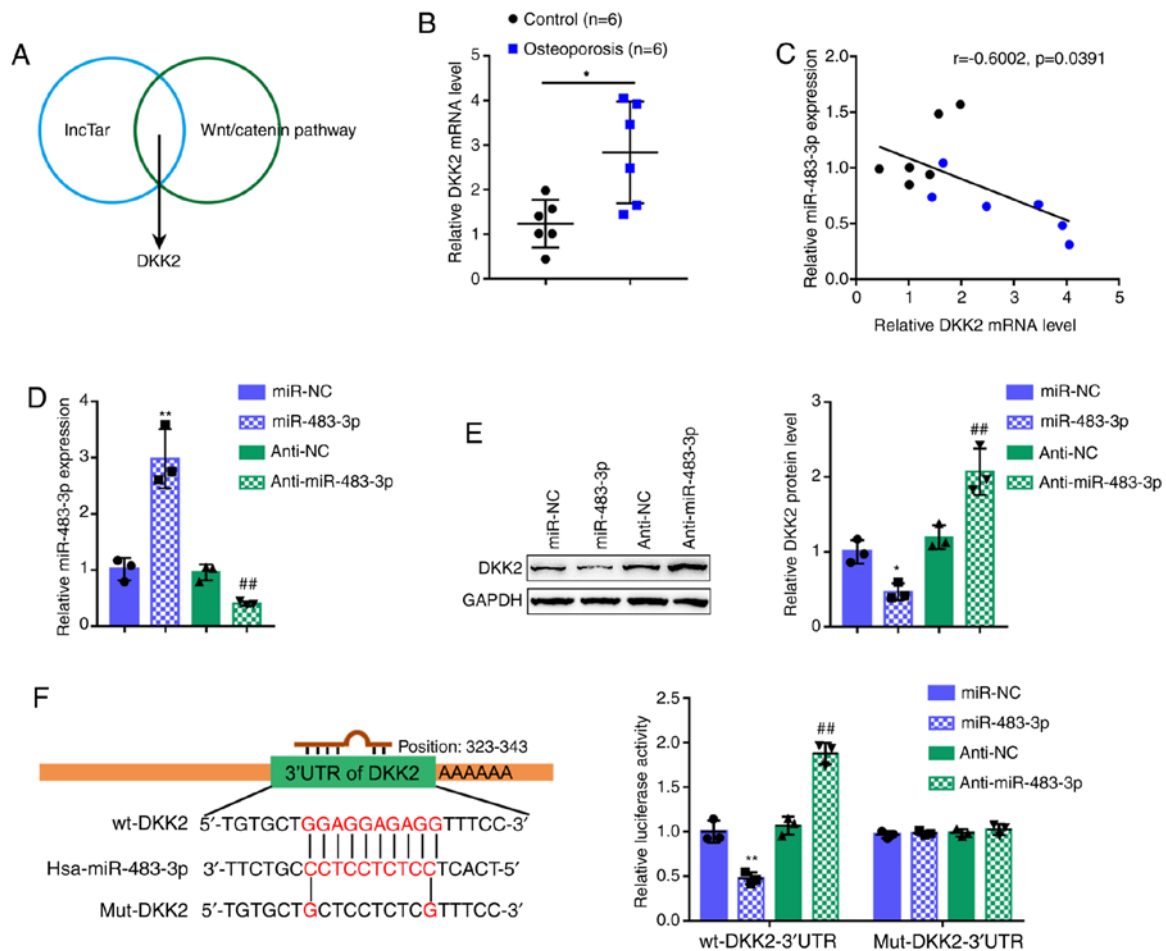 A
lncTar
Wnt/catenin pathway
DKK2
B
Control (n=6)
Osteoporosis (n=6)
*
Relative DKK2 mRNA level
5
4
3
2
1
0
C
r=-0.6002, p=0.0391
Relative miR-483-3p expression
2.0
1.5
1.0
0.5
0.0
0 1 2 3 4 5
Relative DKK2 mRNA level
D
miR-NC
miR-483-3p
Anti-NC
Anti-miR-483-3p
Relative miR-483-3p expression
4
3
2
1
0
**
##
E
miR-NC
miR-483-3p
Anti-NC
Anti-miR-483-3p
DKK2
GAPDH
miR-NC
miR-483-3p
Anti-NC
Anti-miR-483-3p
Relative DKK2 protein level
3
2
1
0
*
##
F
Position: 323-343
3′UTR of DKK2 AAAAAA
wt-DKK2 5′-TGTGCTGGAGGAGAGGTTTCC-3′
Hsa-miR-483-3p 3′-TTCTGCCCTCCTCTCCTCACT-5′
Mut-DKK2 5′-TGTGCTGCTCCTCTCGTTTCC-3′
miR-NC
miR-483-3p
Anti-NC
Anti-miR-483-3p
Relative luciferase activity
2.5
2.0
1.5
1.0
0.5
0.0
**
##
wt-DKK2-3′UTR Mut-DKK2-3′UTR